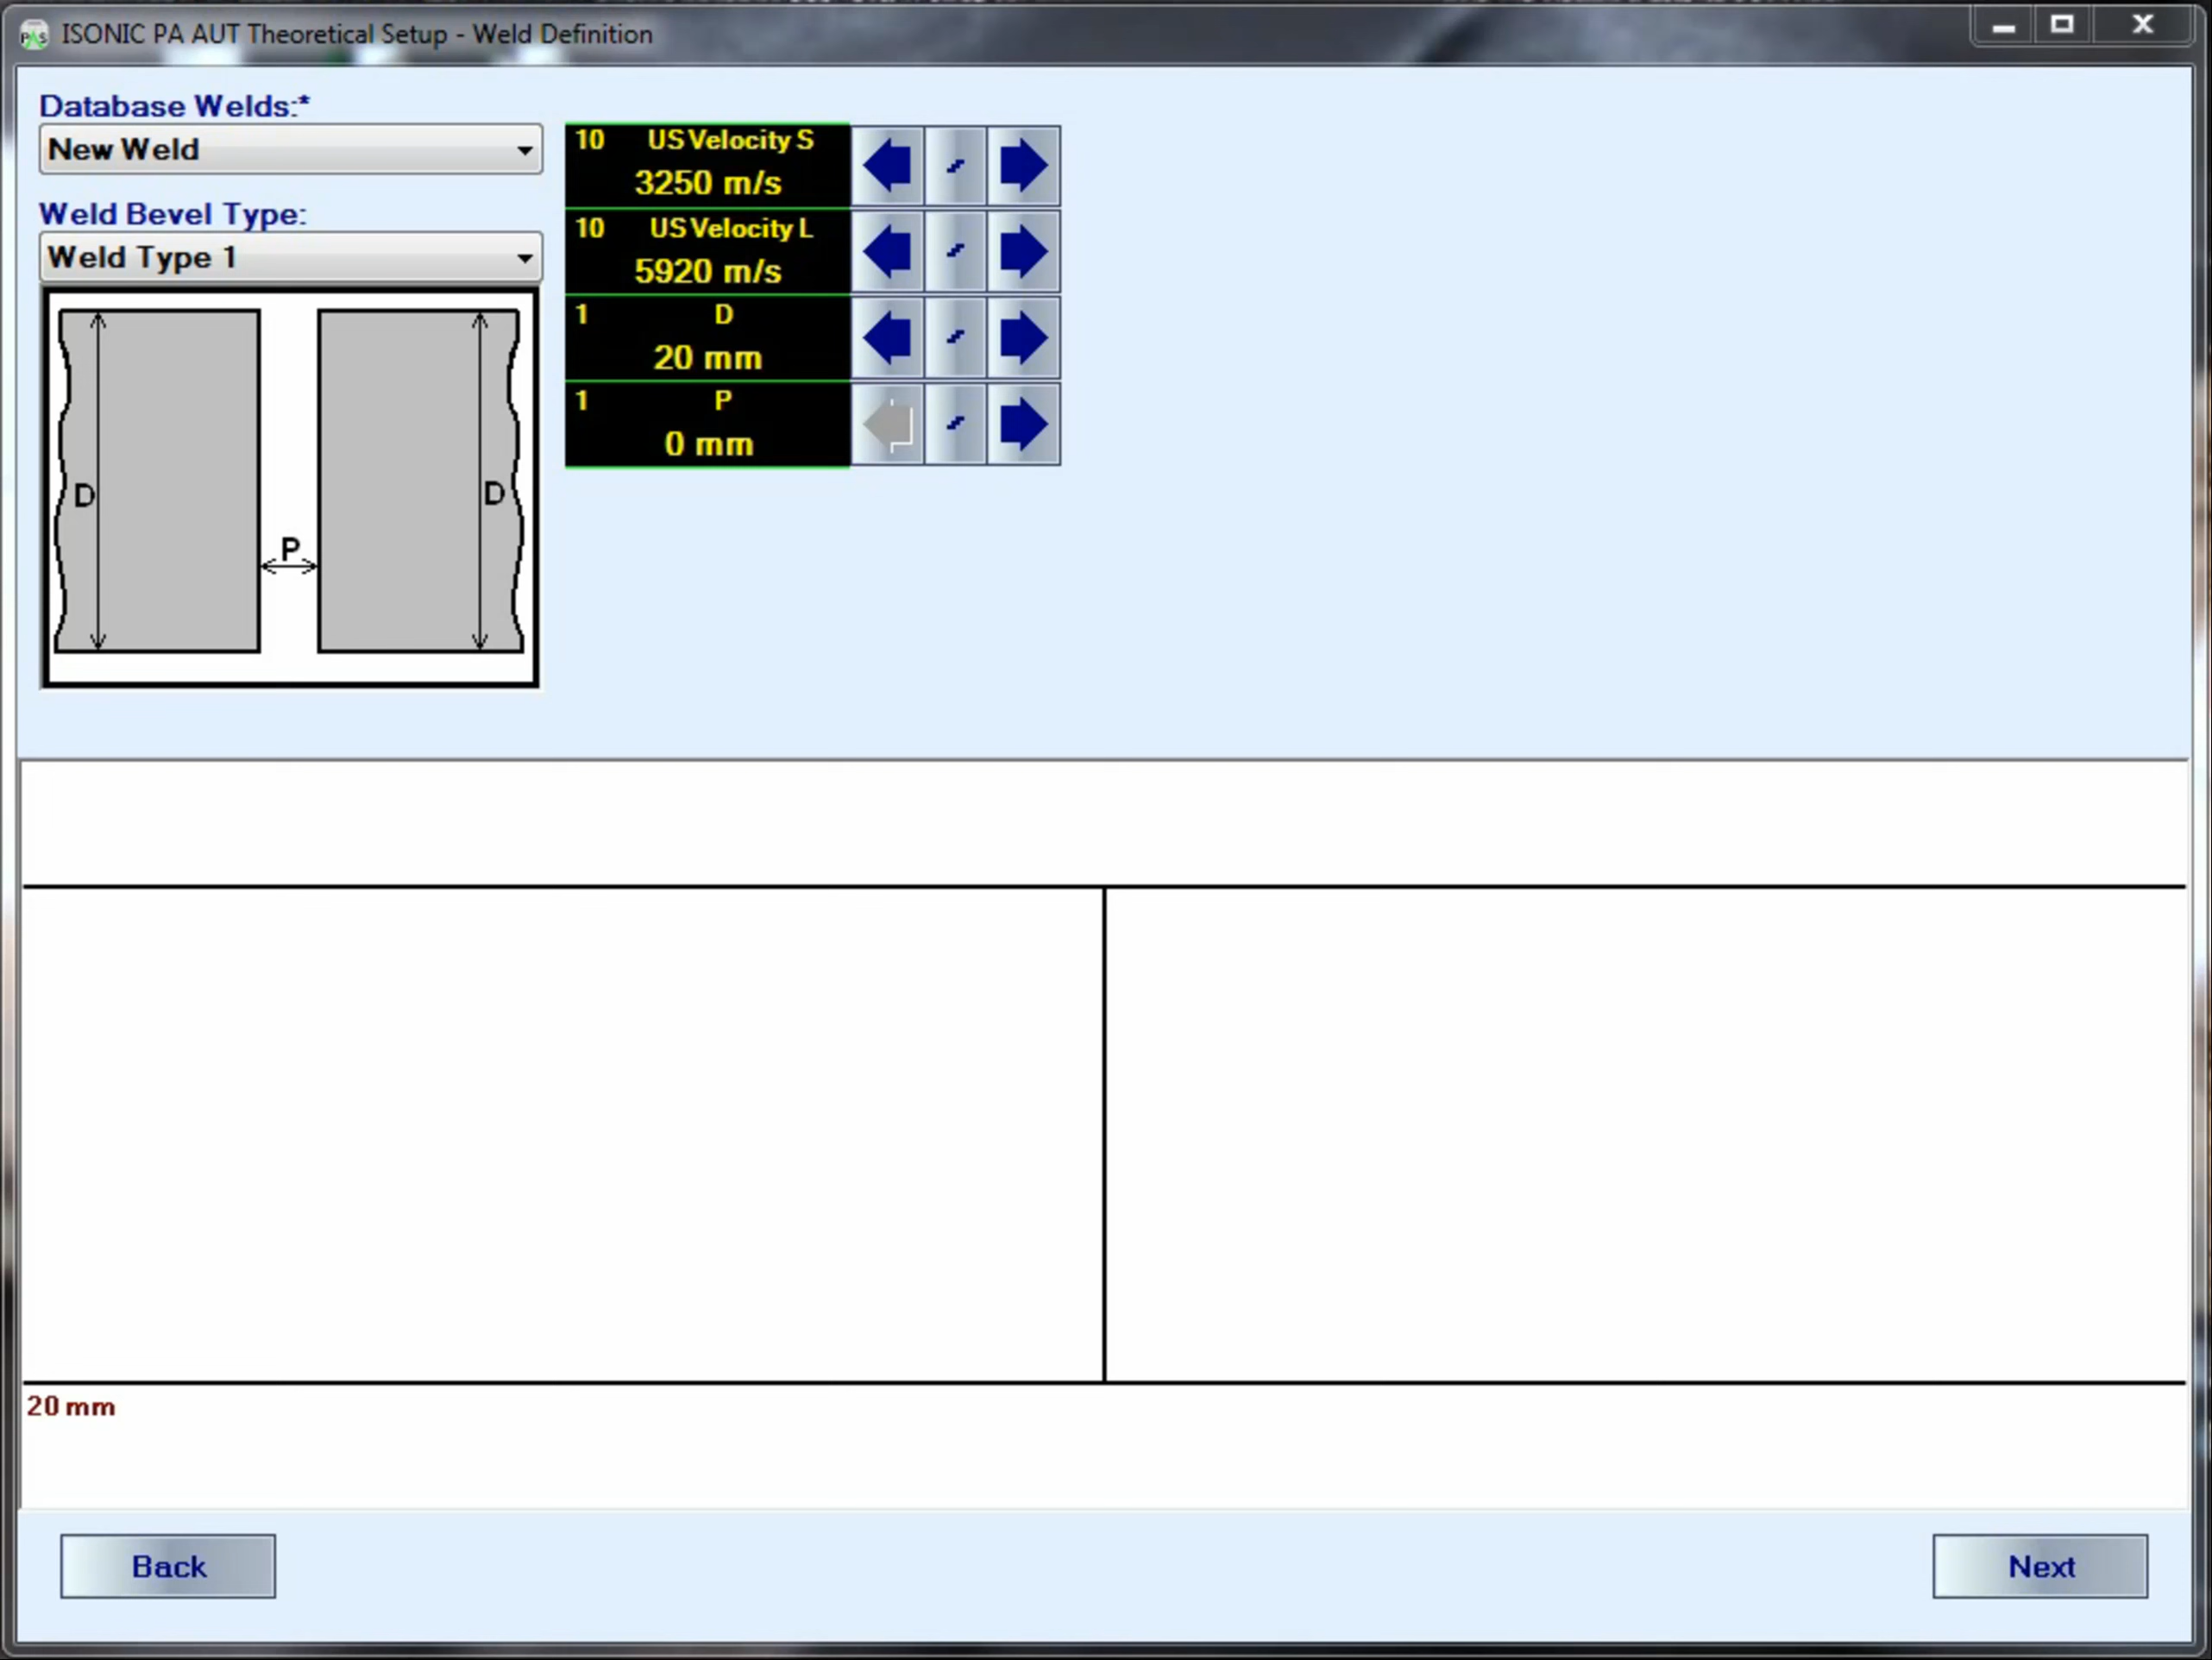 ISONIC PA AUT Theoretical Setup - Weld Definition
Database Welds:*
New Weld
Weld Bevel Type:
Weld Type 1
D
P
D
10 US Velocity S
3250 m/s
10 US Velocity L
5920 m/s
1 D
20 mm
1 P
0 mm
20 mm
Back
Next